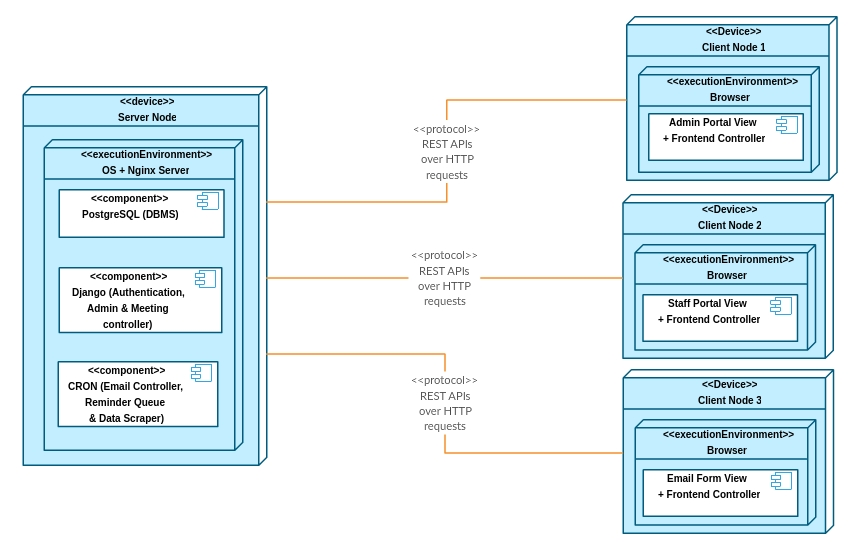 <<device>>
Server Node
<<executionEnvironment>>
OS + Nginx Server
<<component>>
PostgreSQL (DBMS)
<<component>>
Django (Authentication,
Admin & Meeting
controller)
<<component>>
CRON (Email Controller,
Reminder Queue
& Data Scraper)
<<protocol>>
REST APIs
over HTTP
requests
<<protocol>>
REST APIs
over HTTP
requests
<<protocol>>
REST APIs
over HTTP
requests
<<Device>>
Client Node 1
<<executionEnvironment>>
Browser
Admin Portal View
+ Frontend Controller
<<Device>>
Client Node 2
<<executionEnvironment>>
Browser
Staff Portal View
+ Frontend Controller
<<Device>>
Client Node 3
<<executionEnvironment>>
Browser
Email Form View
+ Frontend Controller